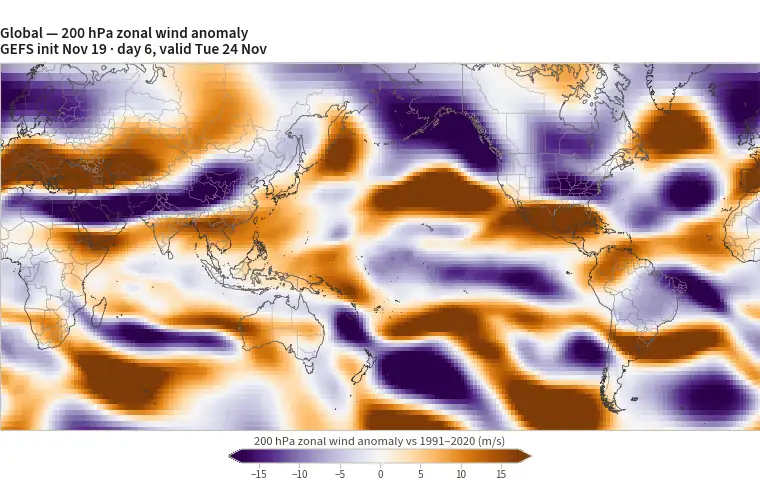 Global — 200 hPa zonal wind anomaly
GEFS init Nov 19 · day 6, valid Tue 24 Nov
200 hPa zonal wind anomaly vs 1991–2020 (m/s)
−15 −10 −5 0 5 10 15